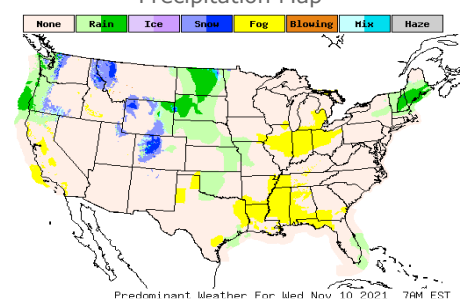 Precipitation Map
None Rain Ice Snow Fog Blowing Mix Haze
Predominant Weather For Wed Nov 10 2021 7AM EST